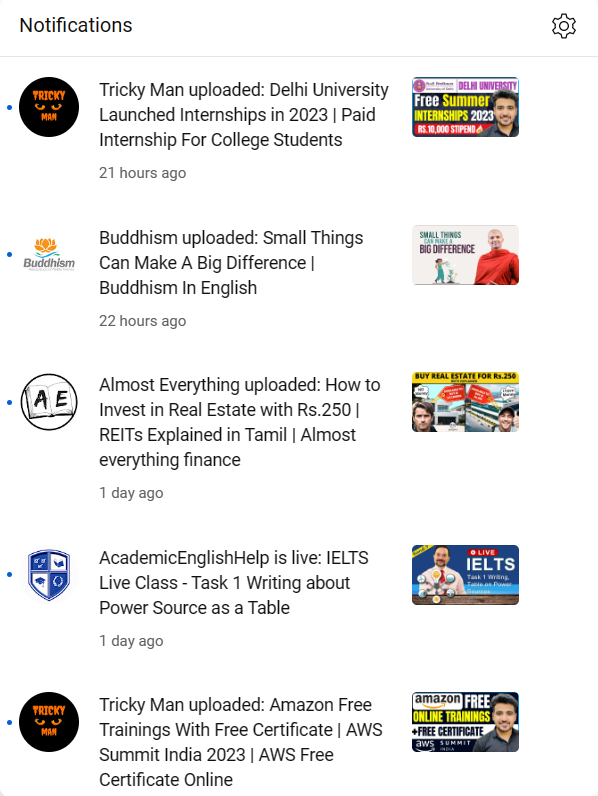 Notifications
TRICKY
MAN
Tricky Man uploaded: Delhi University
Launched Internships in 2023 | Paid
Internship For College Students
21 hours ago
DELHI UNIVERSITY
Free Summer
INTERNSHIPS 2023
RS.10,000 STIPEND
Buddhism
Buddhism uploaded: Small Things
Can Make A Big Difference |
Buddhism In English
22 hours ago
SMALL THINGS
CAN MAKE A
BIG DIFFERENCE
AE
Almost Everything uploaded: How to
Invest in Real Estate with Rs.250 |
REITs Explained in Tamil | Almost
everything finance
1 day ago
BUY REAL ESTATE FOR Rs.250
AcademicEnglishHelp is live: IELTS
Live Class - Task 1 Writing about
Power Source as a Table
1 day ago
LIVE
IELTS
Task 1 Writing,
Table on Power
Sources
TRICKY
MAN
Tricky Man uploaded: Amazon Free
Trainings With Free Certificate | AWS
Summit India 2023 | AWS Free
Certificate Online
amazon FREE
ONLINE TRAININGS
+FREE CERTIFICATE
aws SUMMIT
INDIA